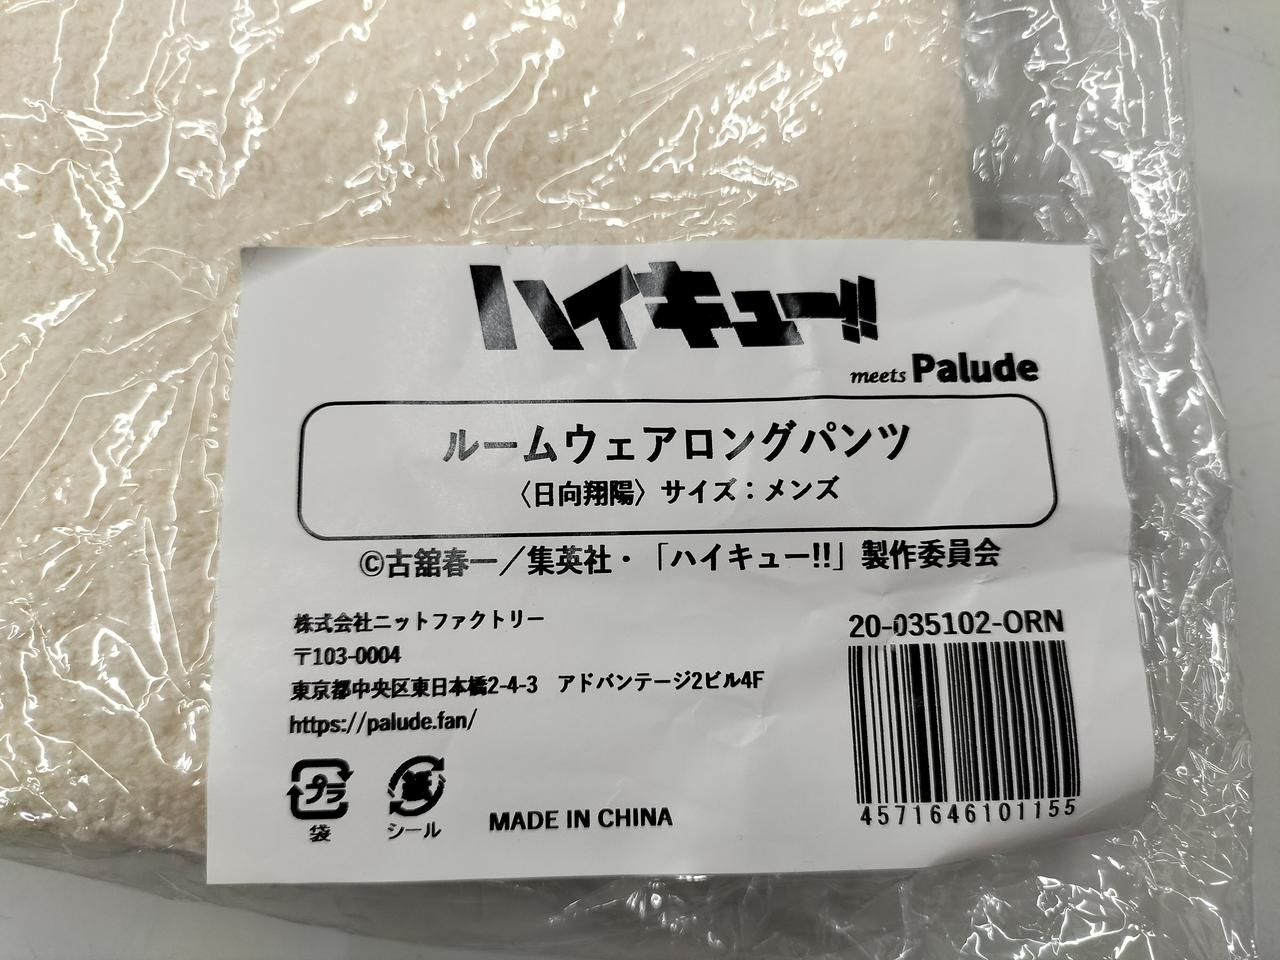 ハイキュー!!
meets Palude
ルームウェアロングパンツ
〈日向翔陽〉サイズ：メンズ
©古舘春一／集英社・「ハイキュー!!」製作委員会
株式会社ニットファクトリー
〒103-0004
東京都中央区東日本橋2-4-3　アドバンテージ2ビル4F
https://palude.fan/
プラ
袋
紙
シール
MADE IN CHINA
20-035102-ORN
4571646101155